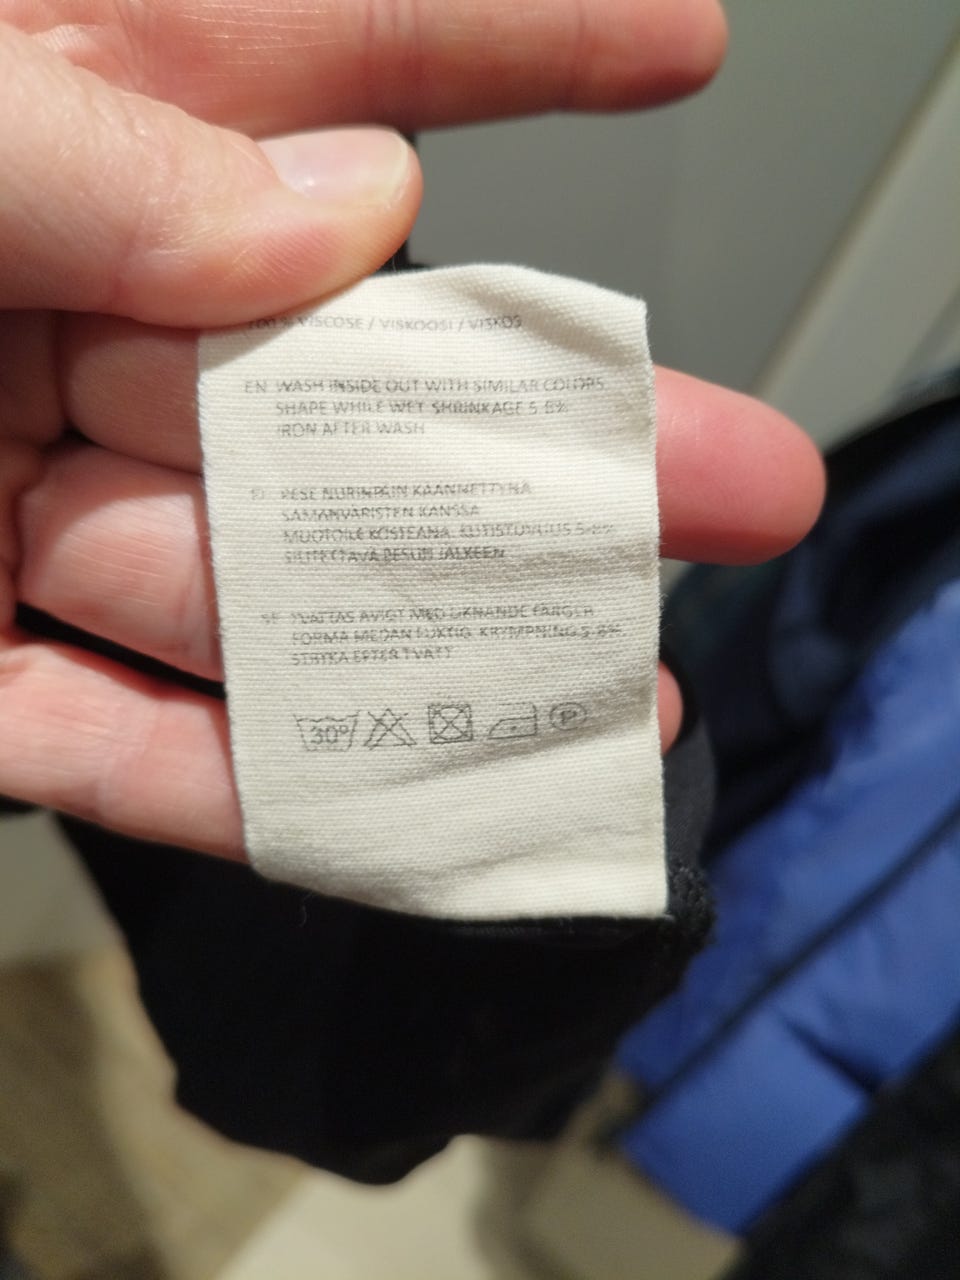 100 % VISCOSE / VISKOOSI / VISKOS
EN WASH INSIDE OUT WITH SIMILAR COLORS
SHAPE WHILE WET SHRINKAGE 5-8%
IRON AFTER WASH
FI PESE NURINPÄIN KÄÄNNETTYNÄ
SAMANVÄRISTEN KANSSA
MUOTOILE KOSTEANA. KUTISTUVUUS 5-8%
SILITETTÄVÄ PESUN JÄLKEEN
SE TVÄTTAS AVIGT MED LIKNANDE FÄRGER
FORMA MEDAN FUKTIG. KRYMPNING 5-8%
STRYKA EFTER TVÄTT
30° P